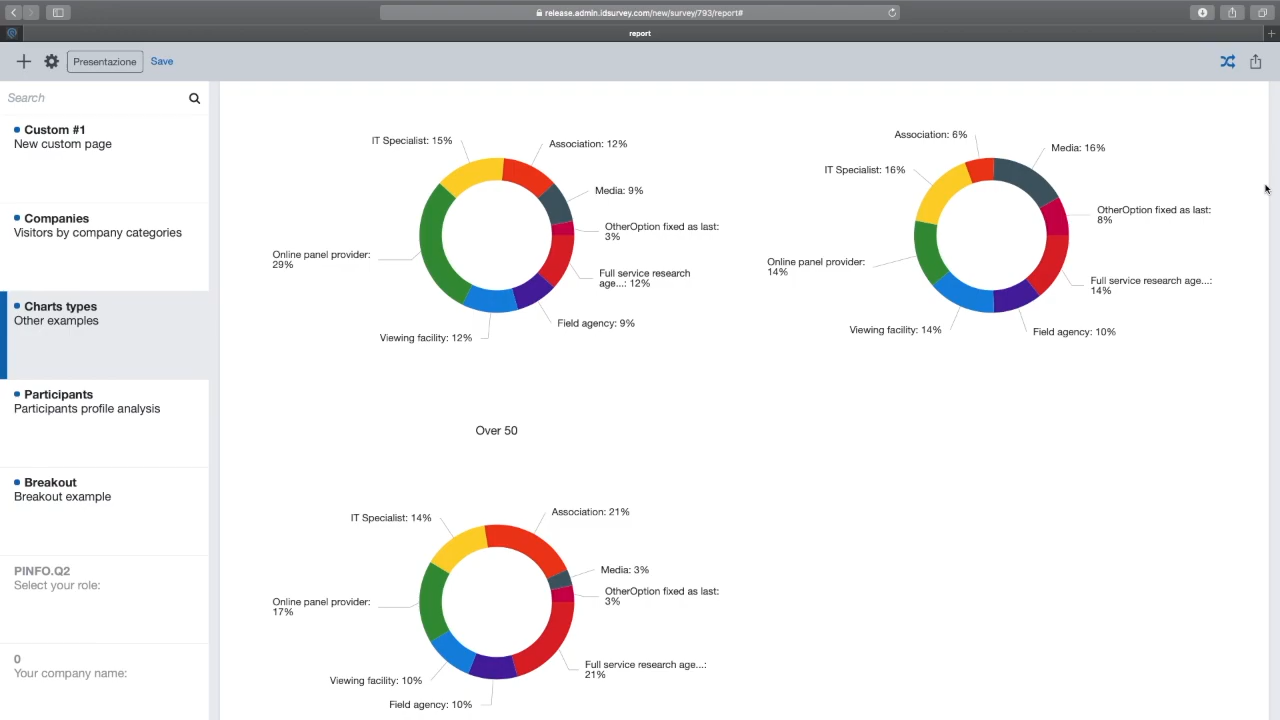 release.admin.idsurvey.com/new/survey/793/report#
report
Presentazione
Save
Search
Custom #1
New custom page
Companies
Visitors by company categories
Charts types
Other examples
Participants
Participants profile analysis
Breakout
Breakout example
PINFO.Q2
Select your role:
0
Your company name:
IT Specialist: 15%
Association: 12%
Media: 9%
OtherOption fixed as last:
3%
Online panel provider:
29%
Full service research
age...: 12%
Field agency: 9%
Viewing facility: 12%
Association: 6%
Media: 16%
IT Specialist: 16%
OtherOption fixed as last:
8%
Online panel provider:
14%
Full service research age...:
14%
Viewing facility: 14%
Field agency: 10%
Over 50
Association: 21%
IT Specialist: 14%
Media: 3%
OtherOption fixed as last:
3%
Online panel provider:
17%
Full service research age...:
21%
Viewing facility: 10%
Field agency: 10%